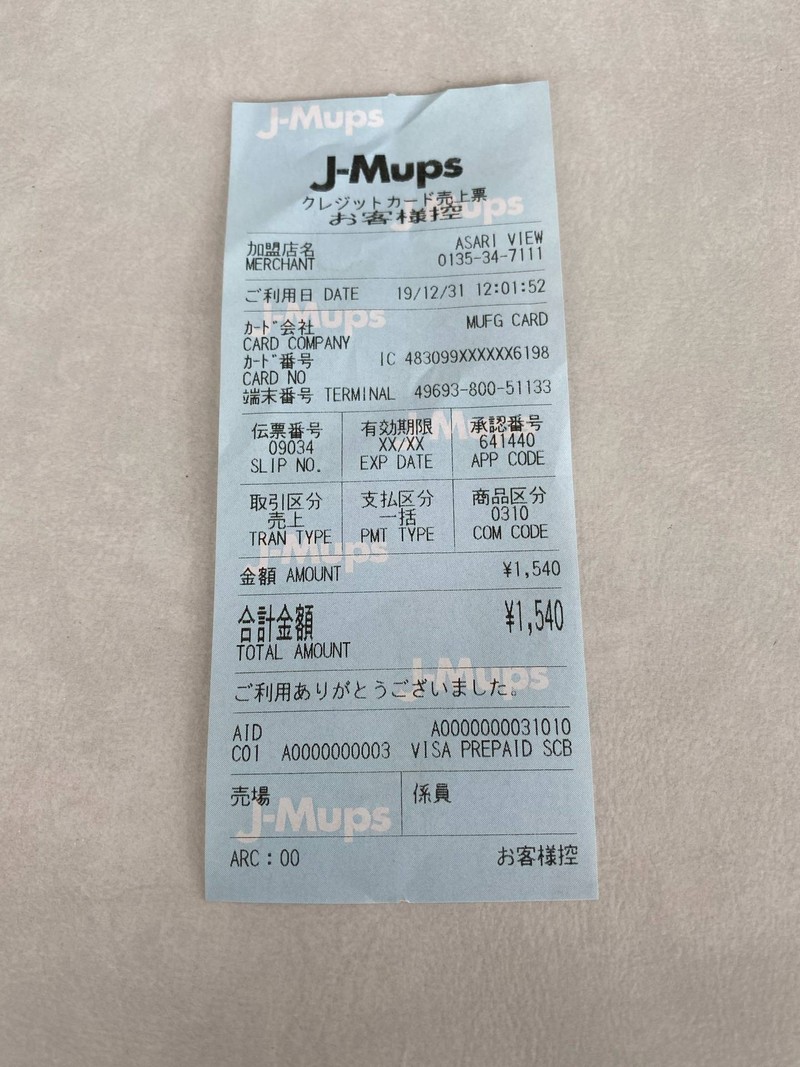 J-Mups
J-Mups
クレジットカード売上票
お客様控
加盟店名 ASARI VIEW
MERCHANT 0135-34-7111
ご利用日 DATE 19/12/31 12:01:52
カード会社 MUFG CARD
CARD COMPANY
カード番号 IC 483099XXXXXX6198
CARD NO
端末番号 TERMINAL 49693-800-51133
伝票番号 有効期限 承認番号
09034 XX/XX 641440
SLIP NO. EXP DATE APP CODE
取引区分 支払区分 商品区分
売上 一括 0310
TRAN TYPE PMT TYPE COM CODE
金額 AMOUNT ¥1,540
合計金額 ¥1,540
TOTAL AMOUNT
ご利用ありがとうございました。
AID A0000000031010
C01 A0000000003 VISA PREPAID SCB
売場 係員
J-Mups
ARC:00 お客様控